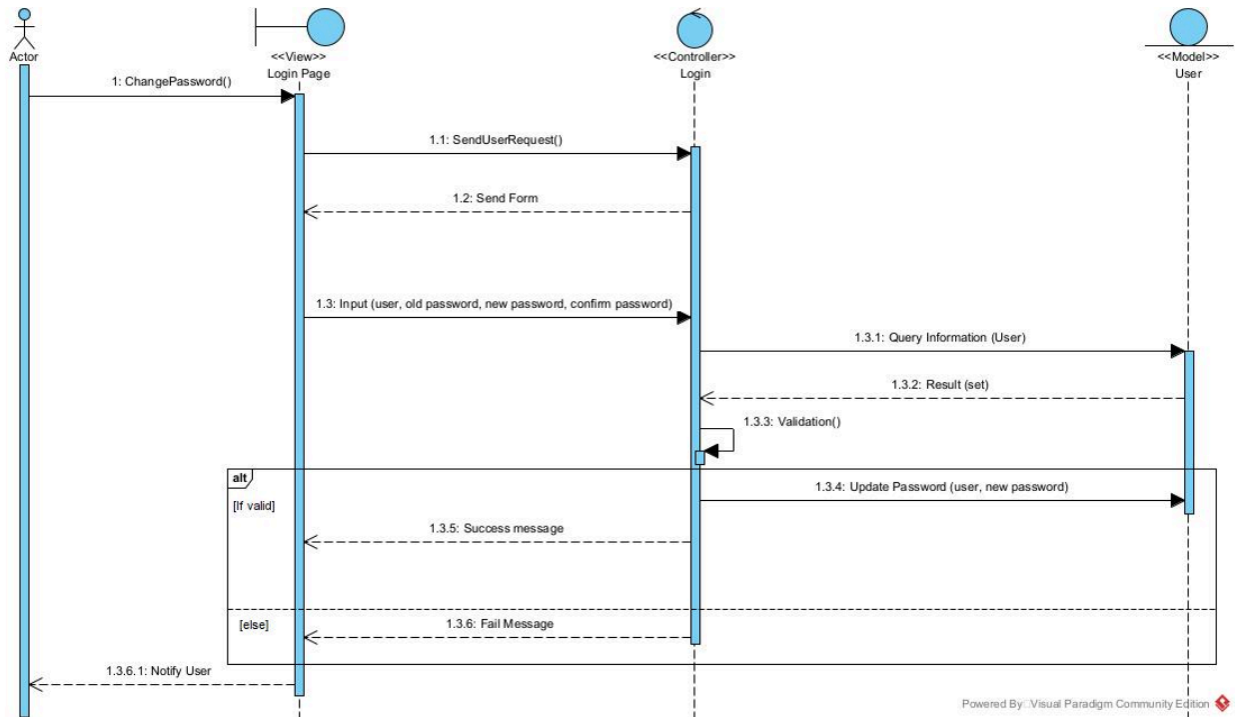 Actor
<<View>>
Login Page
<<Controller>>
Login
<<Model>>
User
1: ChangePassword()
1.1: SendUserRequest()
1.2: Send Form
1.3: Input (user, old password, new password, confirm password)
1.3.1: Query Information (User)
1.3.2: Result (set)
1.3.3: Validation()
alt
[If valid]
1.3.4: Update Password (user, new password)
1.3.5: Success message
[else]
1.3.6: Fail Message
1.3.6.1: Notify User
Powered By Visual Paradigm Community Edition